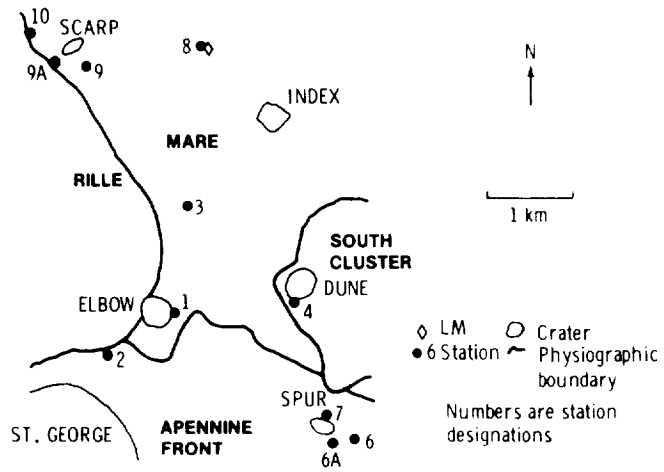 10
SCARP
9A
9
8
INDEX
N
MARE
RILLE
3
1 km
SOUTH
CLUSTER
DUNE
4
ELBOW
1
2
◊ LM
Crater
● 6 Station
Physiographic
boundary
SPUR
7
6
6A
ST. GEORGE
APENNINE
FRONT
Numbers are station
designations